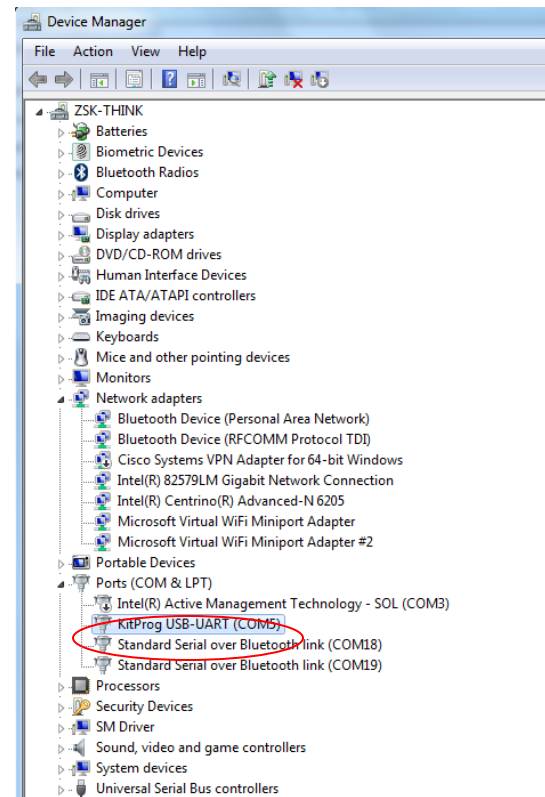 Device Manager
File Action View Help
ZSK-THINK
Batteries
Biometric Devices
Bluetooth Radios
Computer
Disk drives
Display adapters
DVD/CD-ROM drives
Human Interface Devices
IDE ATA/ATAPI controllers
Imaging devices
Keyboards
Mice and other pointing devices
Monitors
Network adapters
Bluetooth Device (Personal Area Network)
Bluetooth Device (RFCOMM Protocol TDI)
Cisco Systems VPN Adapter for 64-bit Windows
Intel(R) 82579LM Gigabit Network Connection
Intel(R) Centrino(R) Advanced-N 6205
Microsoft Virtual WiFi Miniport Adapter
Microsoft Virtual WiFi Miniport Adapter #2
Portable Devices
Ports (COM & LPT)
Intel(R) Active Management Technology - SOL (COM3)
KitProg USB-UART (COM5)
Standard Serial over Bluetooth link (COM18)
Standard Serial over Bluetooth link (COM19)
Processors
Security Devices
SM Driver
Sound, video and game controllers
System devices
Universal Serial Bus controllers